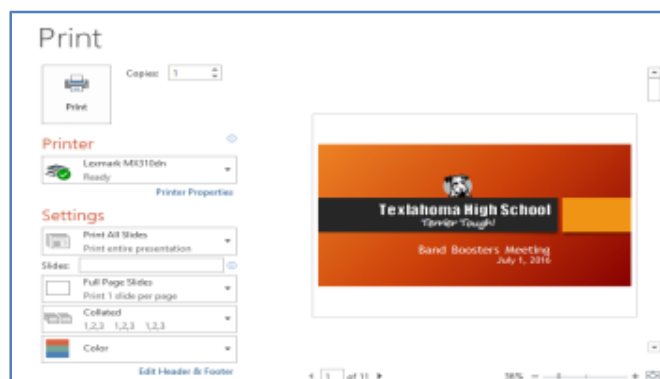 Print
Copies: 1
Print
Printer
Lexmark MX310dn
Ready
Printer Properties
Settings
Print All Slides
Print entire presentation
Slides:
Full Page Slides
Print 1 slide per page
Collated
1,2,3 1,2,3 1,2,3
Color
Edit Header & Footer
Texlahoma High School
Terrier Tough!
Band Boosters Meeting
July 1, 2016
1 of 11
38%